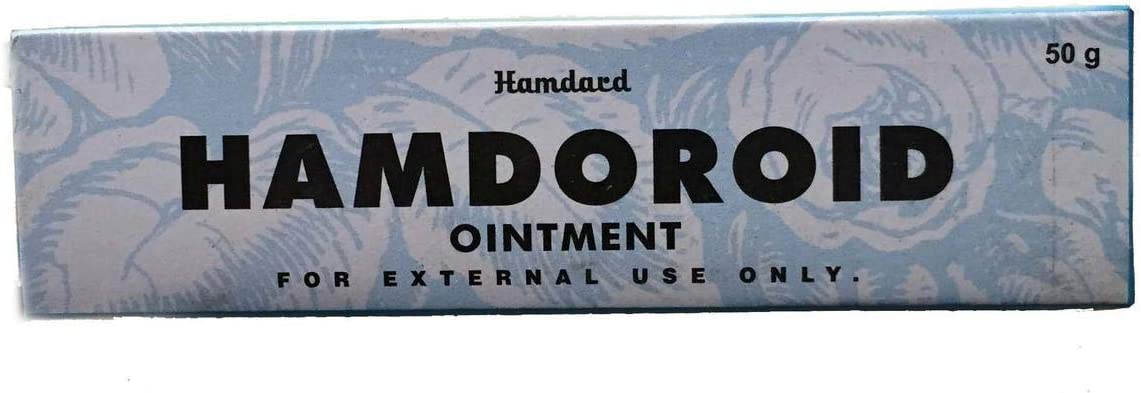 50 g
Hamdard
HAMDOROID
OINTMENT
FOR EXTERNAL USE ONLY.